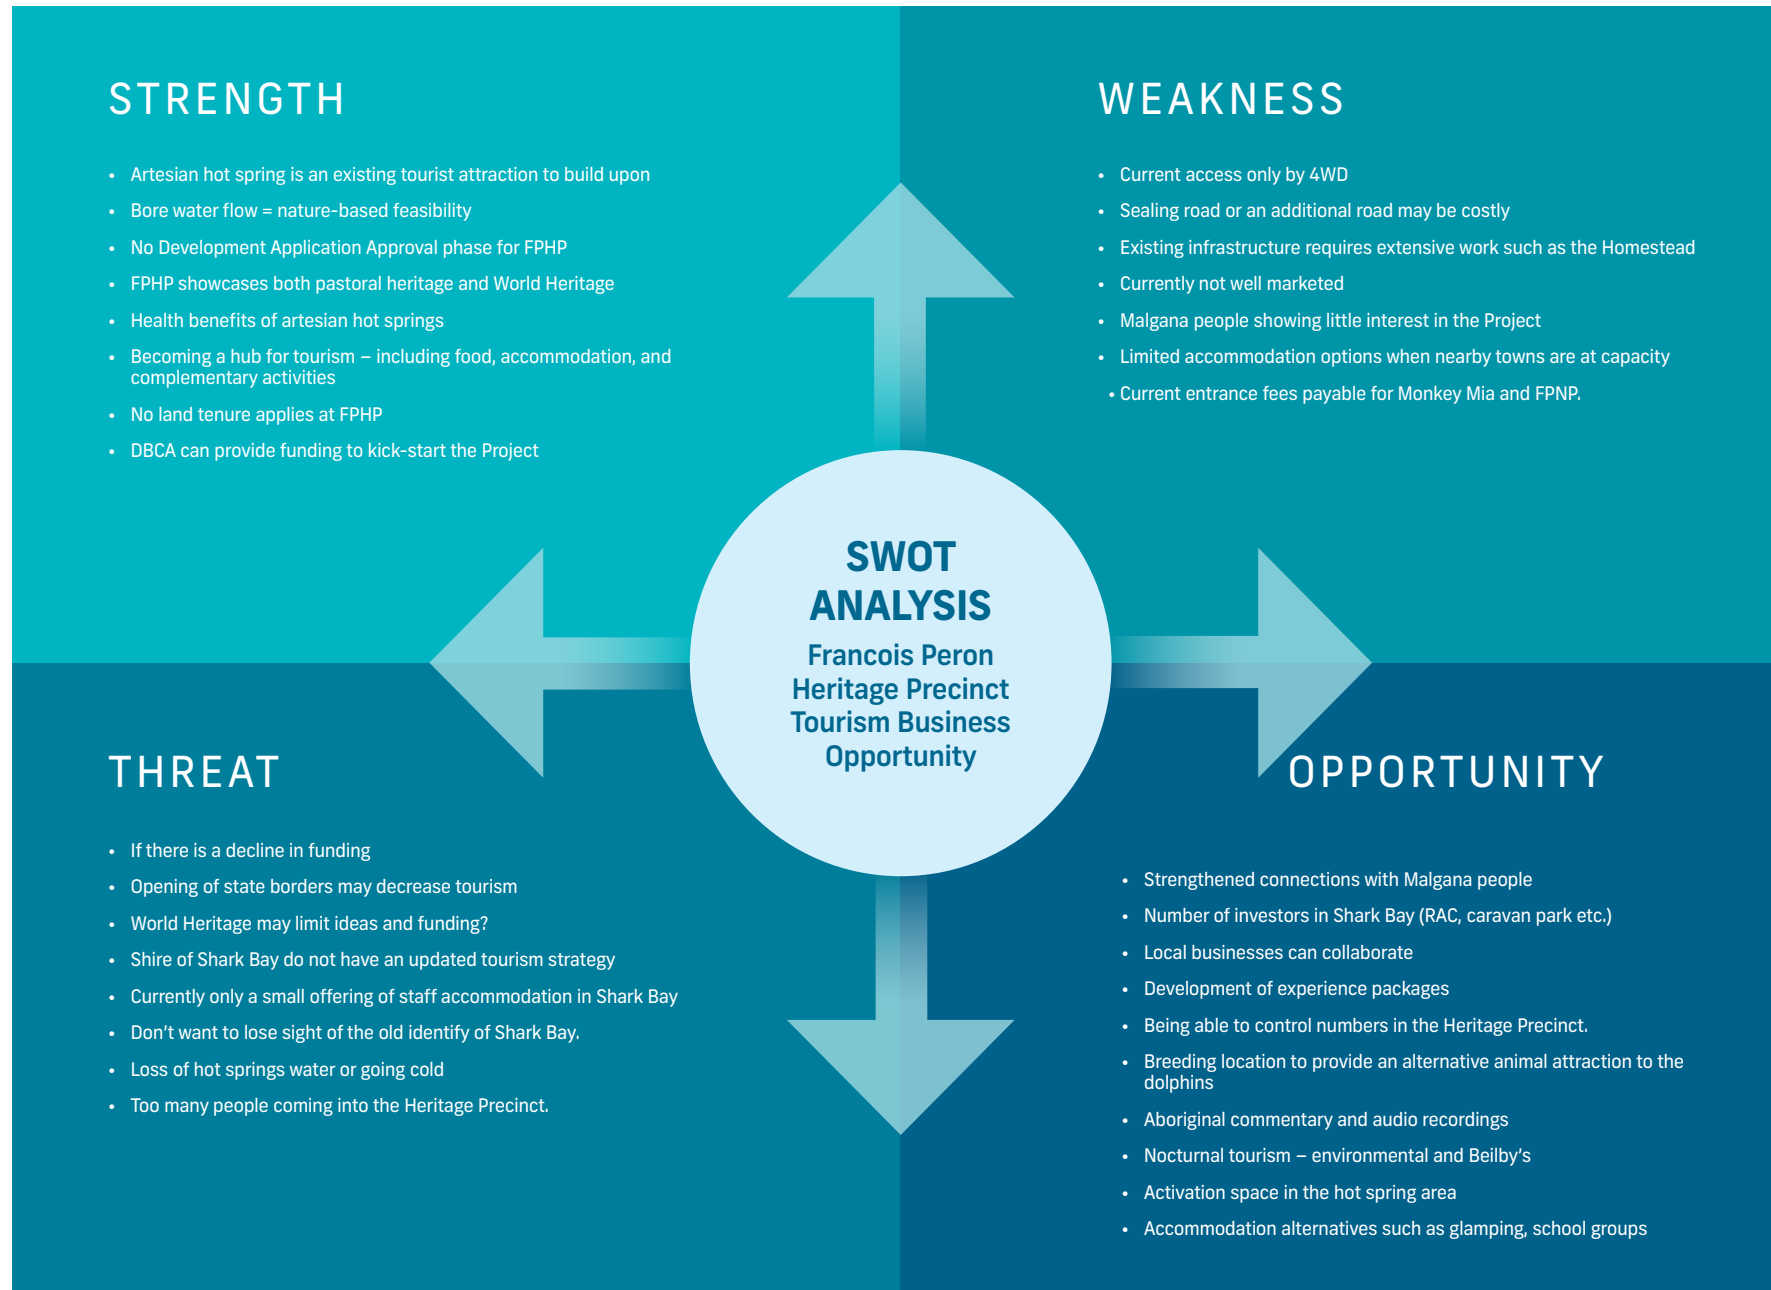 STRENGTH
• Artesian hot spring is an existing tourist attraction to build upon
• Bore water flow = nature-based feasibility
• No Development Application Approval phase for FPHP
• FPHP showcases both pastoral heritage and World Heritage
• Health benefits of artesian hot springs
• Becoming a hub for tourism – including food, accommodation, and
complementary activities
• No land tenure applies at FPHP
• DBCA can provide funding to kick-start the Project
WEAKNESS
• Current access only by 4WD
• Sealing road or an additional road may be costly
• Existing infrastructure requires extensive work such as the Homestead
• Currently not well marketed
• Malgana people showing little interest in the Project
• Limited accommodation options when nearby towns are at capacity
• Current entrance fees payable for Monkey Mia and FPNP.
SWOT
ANALYSIS
Francois Peron
Heritage Precinct
Tourism Business
Opportunity
THREAT
• If there is a decline in funding
• Opening of state borders may decrease tourism
• World Heritage may limit ideas and funding?
• Shire of Shark Bay do not have an updated tourism strategy
• Currently only a small offering of staff accommodation in Shark Bay
• Don’t want to lose sight of the old identify of Shark Bay.
• Loss of hot springs water or going cold
• Too many people coming into the Heritage Precinct.
OPPORTUNITY
• Strengthened connections with Malgana people
• Number of investors in Shark Bay (RAC, caravan park etc.)
• Local businesses can collaborate
• Development of experience packages
• Being able to control numbers in the Heritage Precinct.
• Breeding location to provide an alternative animal attraction to the
dolphins
• Aboriginal commentary and audio recordings
• Nocturnal tourism – environmental and Beilby’s
• Activation space in the hot spring area
• Accommodation alternatives such as glamping, school groups